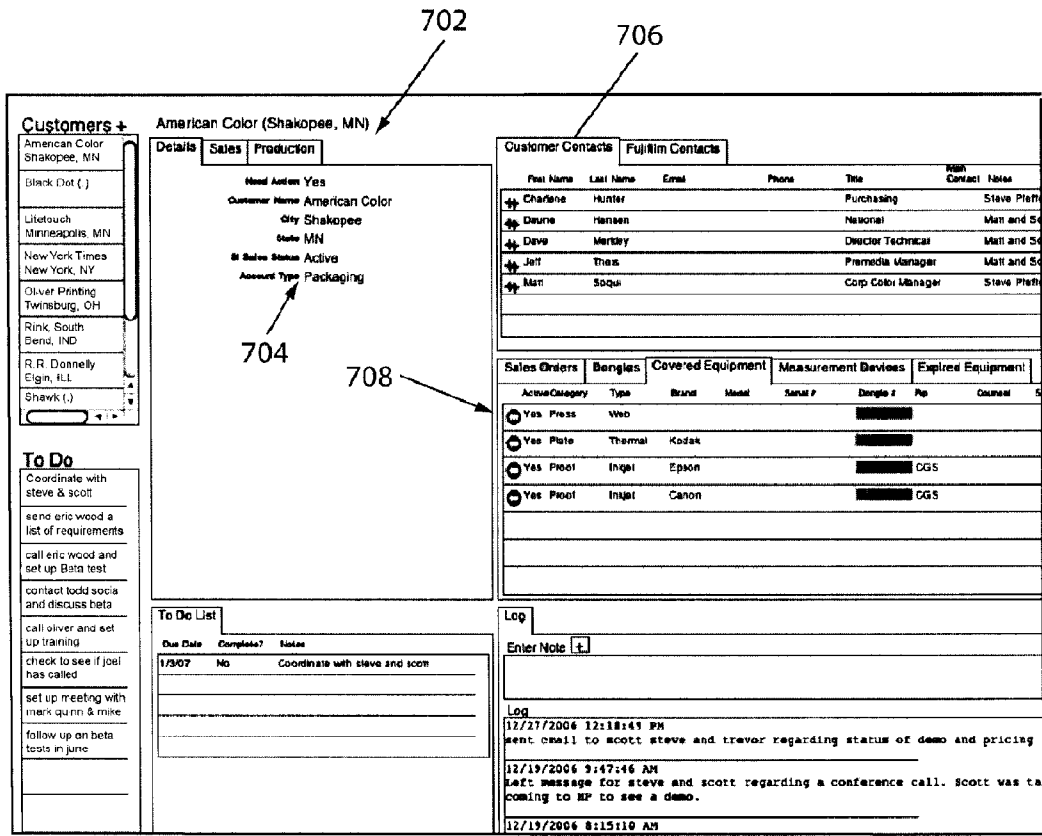 702
706
Customers +
American Color
Shakopee, MN
Black Dot (.)
Litetouch
Minneapolis, MN
New York Times
New York, NY
Oliver Printing
Twinsburg, OH
Rink, South
Bend, IND
R.R. Donnelly
Elgin, ILL
Shawk (.)
American Color (Shakopee, MN)
Details Sales Production
Need Action Yes
Customer Name American Color
City Shakopee
State MN
Sales Status Active
Account Type Packaging
704
708
Customer Contacts Fujifilm Contacts
First Name Last Name Email Phone Title Main Contact Notes
Charlene Hunter Purchasing Steve
Daune Hansen National Matt and
Dave Director Technical Matt and
Jeff Theis Premedia Manager Matt and
Matt Soqui Corp Color Manager Steve
Sales Orders Dongles Covered Equipment Measurement Devices Expired Equipment
Active Category Type Brand Model Serial # Dongle # Rip
Yes Press Web
Yes Plate Thermal Kodak
Yes Proof Inkjet Epson CGS
Yes Proof Inkjet Canon CGS
To Do
Coordinate with
steve & scott
send eric wood a
list of requirements
call eric wood and
set up Beta test
contact todd socia
and discuss beta
call oliver and set
up training
check to see if joel
has called
set up meeting with
mark quinn & mike
follow up on beta
tests in june
To Do List
Due Date Complete? Notes
1/3/07 No Coordinate with steve and scott
Log
Enter Note +
Log
12/27/2006 12:18:49 PM
sent email to scott steve and trevor regarding status of demo and pricing
12/19/2006 9:47:46 AM
Left message for steve and scott regarding a conference call. Scott was ta
coming to HP to see a demo.
12/19/2006 8:15:10 AM